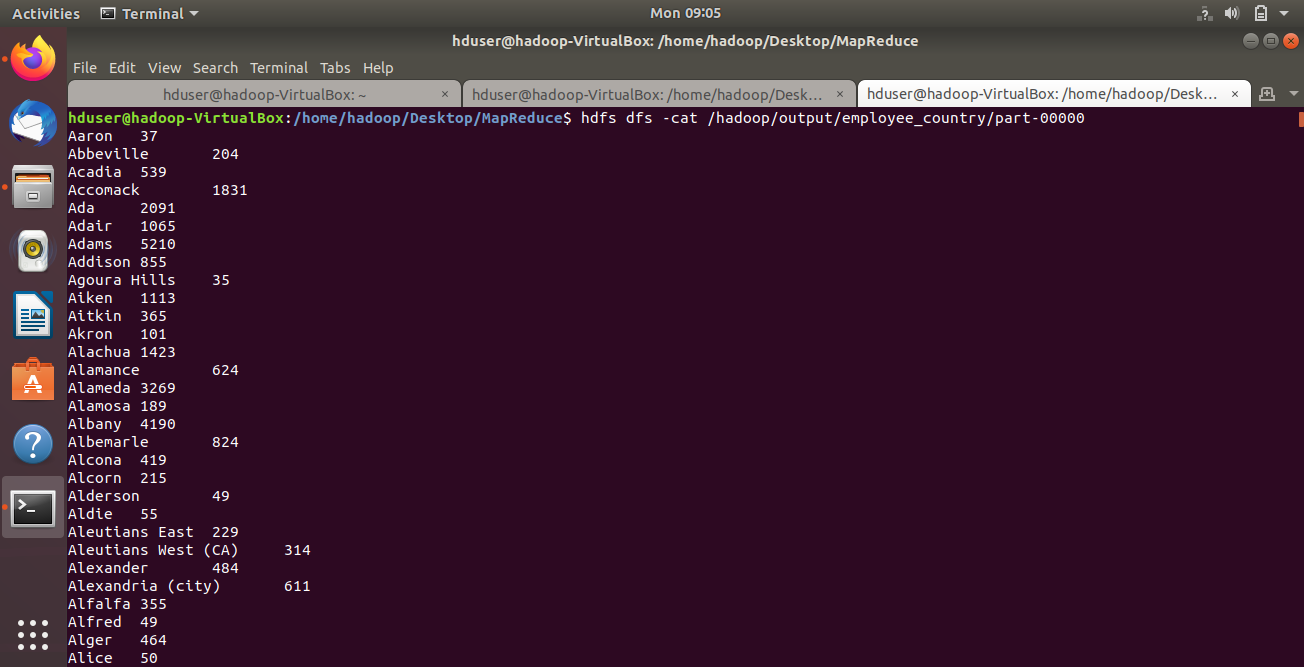 Activities Terminal Mon 09:05
hduser@hadoop-VirtualBox: /home/hadoop/Desktop/MapReduce
File Edit View Search Terminal Tabs Help
hduser@hadoop-VirtualBox: ~ × hduser@hadoop-VirtualBox: /home/hadoop/Desk... × hduser@hadoop-VirtualBox: /home/hadoop/Desk... ×
hduser@hadoop-VirtualBox:/home/hadoop/Desktop/MapReduce$ hdfs dfs -cat /hadoop/output/employee_country/part-00000
Aaron 37
Abbeville 204
Acadia 539
Accomack 1831
Ada 2091
Adair 1065
Adams 5210
Addison 855
Agoura Hills 35
Aiken 1113
Aitkin 365
Akron 101
Alachua 1423
Alamance 624
Alameda 3269
Alamosa 189
Albany 4190
Albemarle 824
Alcona 419
Alcorn 215
Alderson 49
Aldie 55
Aleutians East 229
Aleutians West (CA) 314
Alexander 484
Alexandria (city) 611
Alfalfa 355
Alfred 49
Alger 464
Alice 50